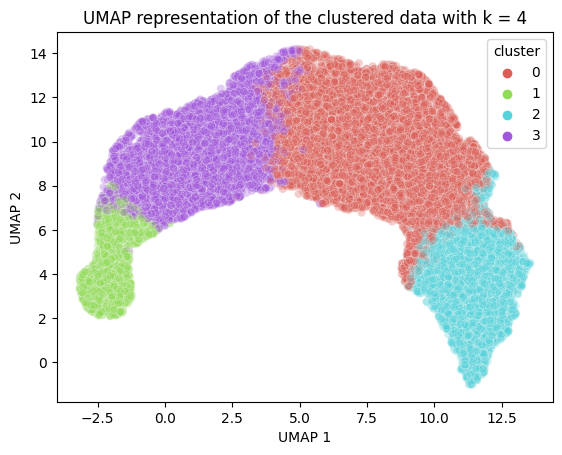 UMAP representation of the clustered data with k = 4
cluster
0
1
2
3
14
12
10
8
6
4
2
0
UMAP 2
−2.5 0.0 2.5 5.0 7.5 10.0 12.5
UMAP 1